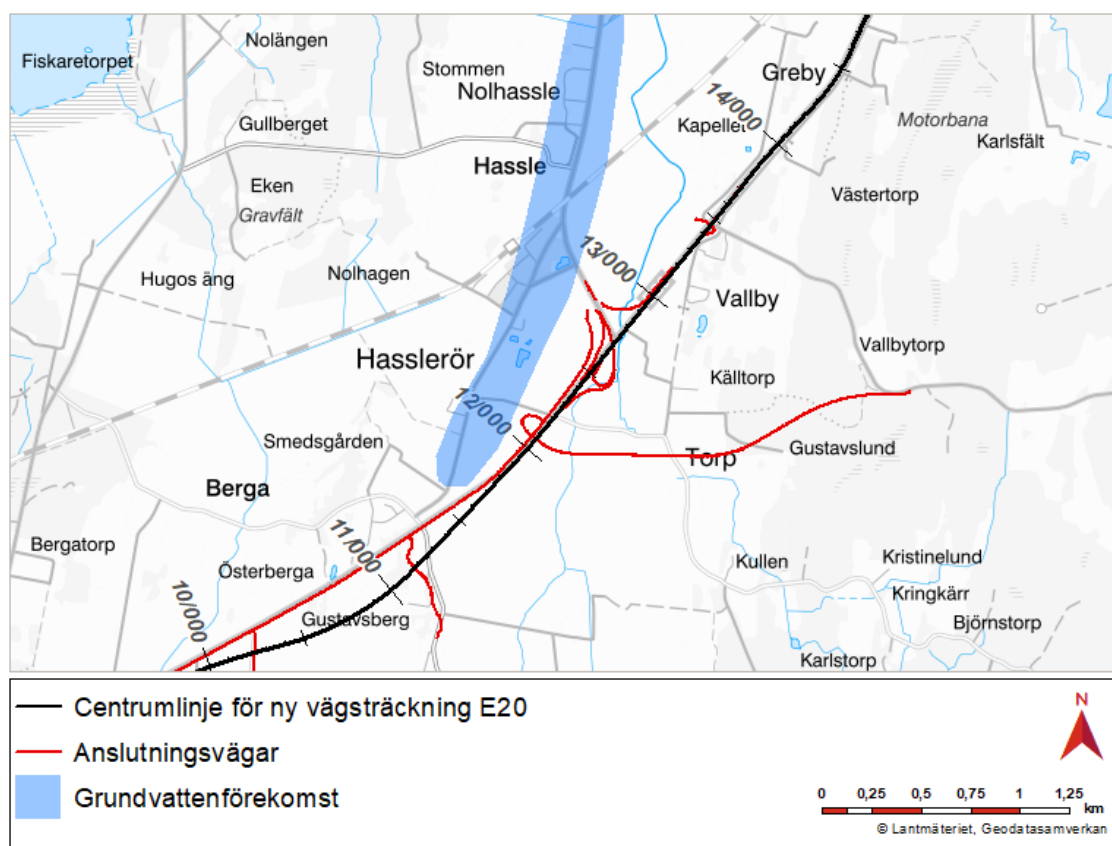 Nolängen
Fiskaretorpet
Stommen
Nolhassle
Greby
14/000
Kapellet
Motorbana
Gullberget
Karlsfält
Hassle
Eken
Gravfält
Västertorp
13/000
Hugos äng
Nolhagen
Vallby
Vallbytorp
Hasslerör
Källtorp
12/000
Smedsgården
Gustavslund
Torp
Berga
11/000
Bergatorp
Österberga
Kullen
Kristinelund
Kringkärr
10/000
Gustavsberg
Björnstorp
Karlstorp
Centrumlinje för ny vägsträckning E20
Anslutningsvägar
Grundvattenförekomst
N
0 0,25 0,5 0,75 1 1,25
km
© Lantmäteriet, Geodatasamverkan